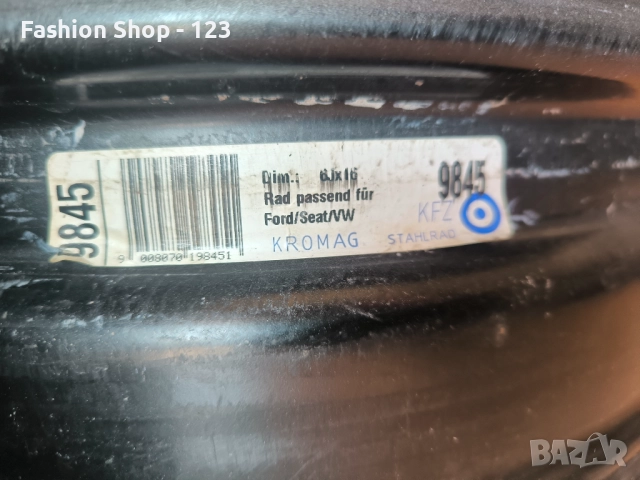 Fashion Shop - 123
9845
Dim.: 6Jx16
9845
Rad passend für
Ford/Seat/VW
KFZ
KROMAG
STAHLRAD
9 008070 198451
BAZAR